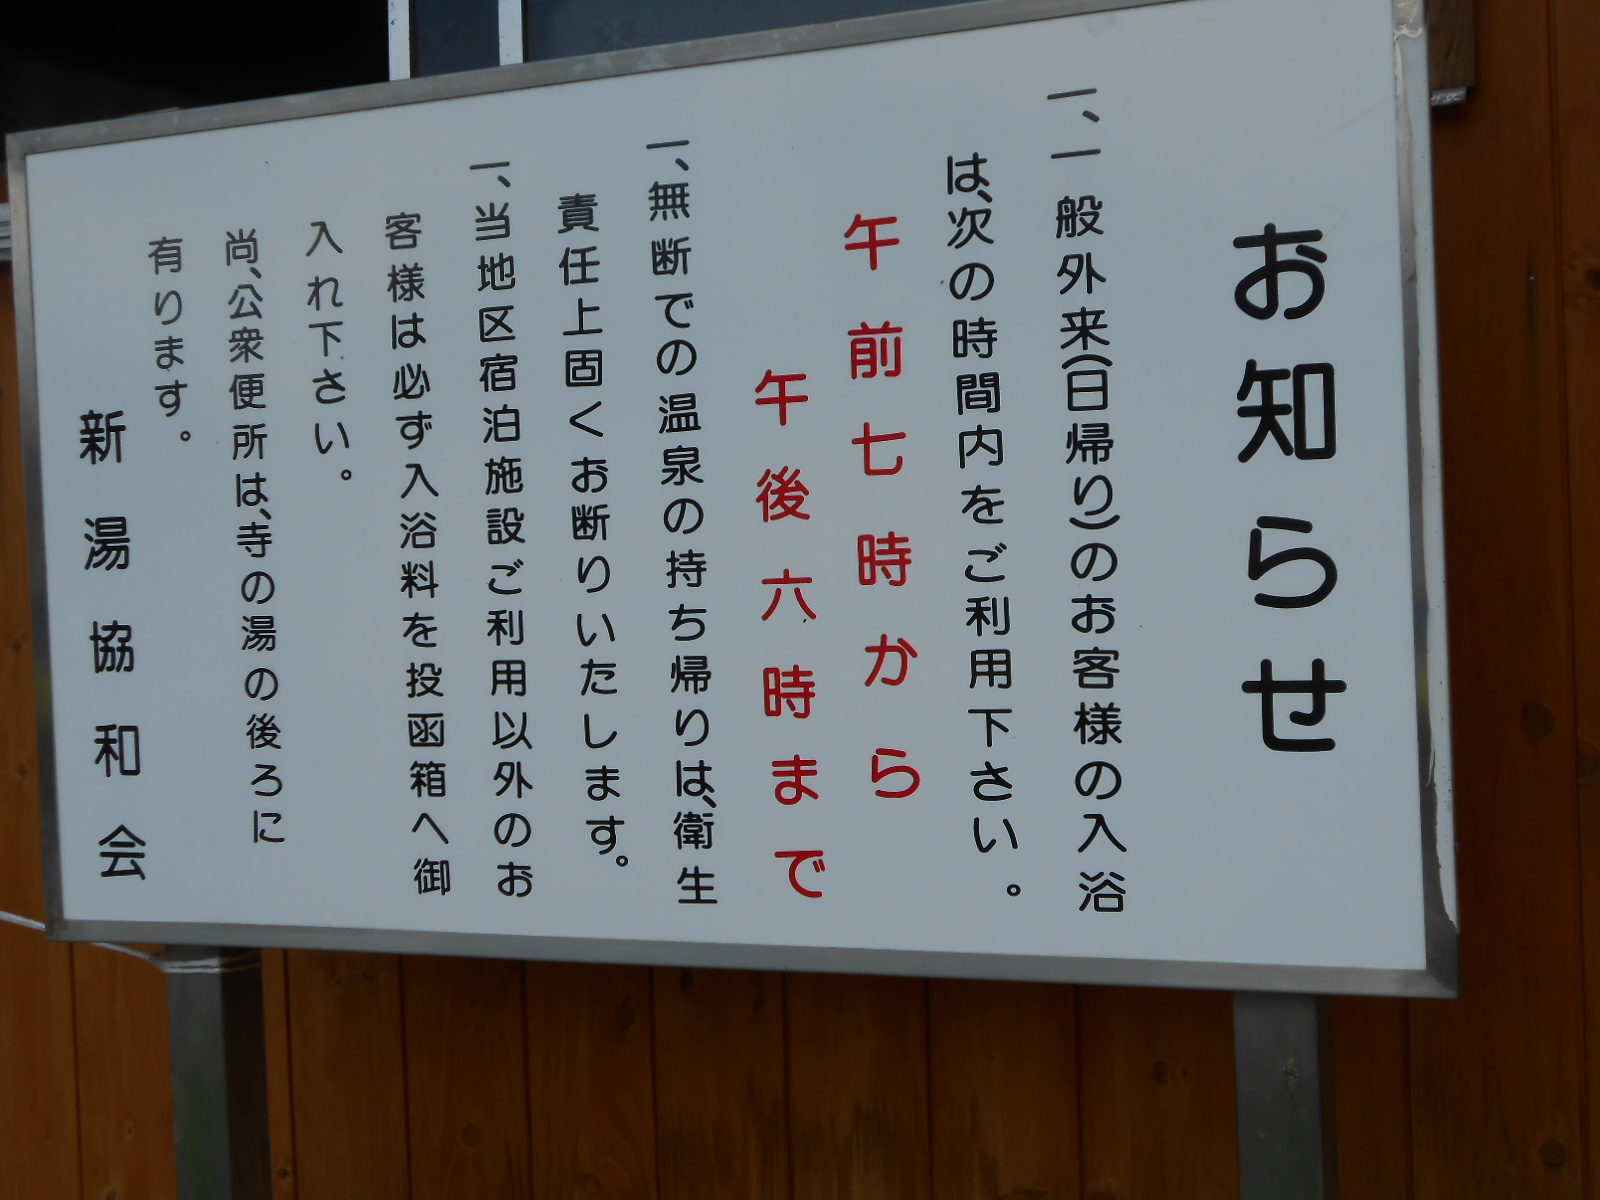 お知らせ
一、一般外来(日帰り)のお客様の入浴
は、次の時間内をご利用下さい。
午前七時から
午後六時まで
一、無断での温泉の持ち帰りは、衛生
責任上固くお断りいたします。
一、当地区宿泊施設ご利用以外のお
客様は必ず入浴料を投函箱へ御
入れ下さい。
尚、公衆便所は、寺の湯の後ろに
有ります。
新湯協和会